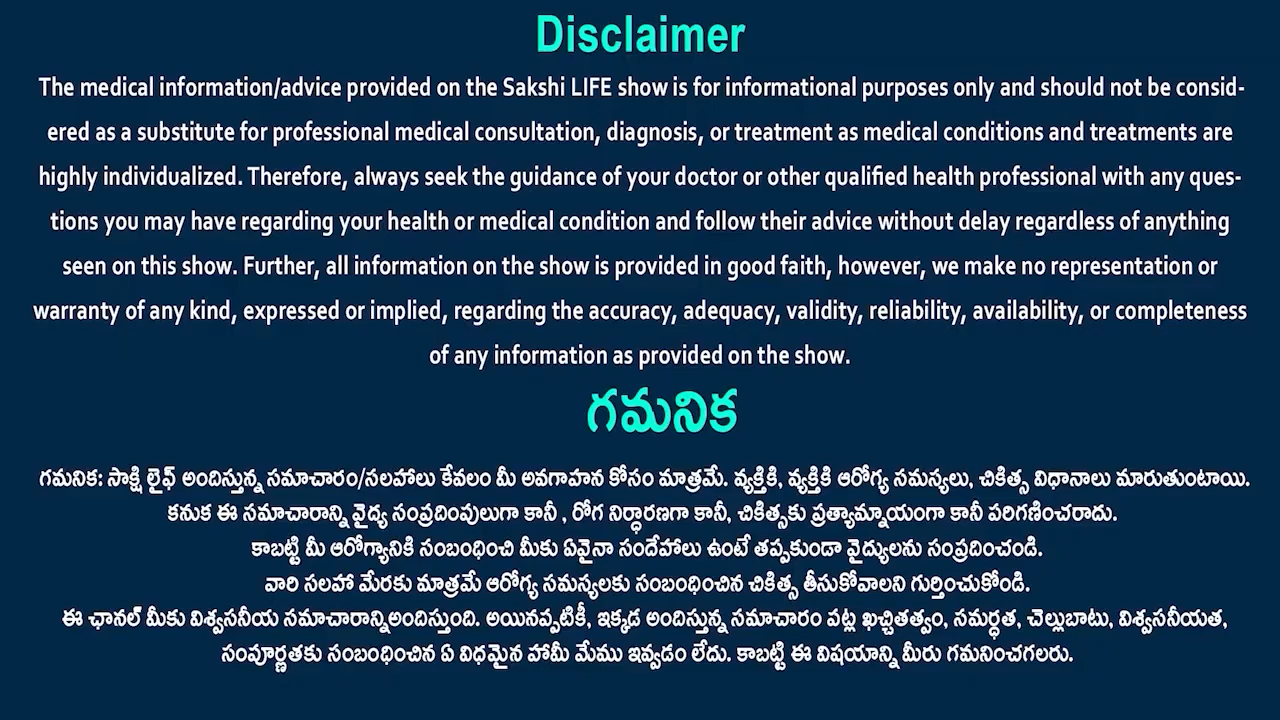 Disclaimer
The medical information/advice provided on the Sakshi LIFE show is for informational purposes only and should not be consid-
ered as a substitute for professional medical consultation, diagnosis, or treatment as medical conditions and treatments are
highly individualized. Therefore, always seek the guidance of your doctor or other qualified health professional with any ques-
tions you may have regarding your health or medical condition and follow their advice without delay regardless of anything
seen on this show. Further, all information on the show is provided in good faith, however, we make no representation or
warranty of any kind, expressed or implied, regarding the accuracy, adequacy, validity, reliability, availability, or completeness
of any information as provided on the show.
గమనిక
గమనిక: సాక్షి లైఫ్ అందిస్తున్న సమాచారం/సలహాలు కేవలం మీ అవగాహన కోసం మాత్రమే. వ్యక్తికి, వ్యక్తికి ఆరోగ్య సమస్యలు, చికిత్స విధానాలు మారుతుంటాయి.
కనుక ఈ సమాచారాన్ని వైద్య సంప్రదింపులుగా కానీ , రోగ నిర్ధారణగా కానీ, చికిత్సకు ప్రత్యామ్నాయంగా కానీ పరిగణించరాదు.
కాబట్టి మీ ఆరోగ్యానికి సంబంధించి మీకు ఏవైనా సందేహాలు ఉంటే తప్పకుండా వైద్యులను సంప్రదించండి.
వారి సలహా మేరకు మాత్రమే ఆరోగ్య సమస్యలకు సంబంధించిన చికిత్స తీసుకోవాలని గుర్తించుకోండి.
ఈ ఛానల్ మీకు విశ్వసనీయ సమాచారాన్నిఅందిస్తుంది. అయినప్పటికీ, ఇక్కడ అందిస్తున్న సమాచారం పట్ల ఖచ్చితత్వం, సమర్ధత, చెల్లుబాటు, విశ్వసనీయత,
సంపూర్ణతకు సంబంధించిన ఏ విధమైన హామీ మేము ఇవ్వడం లేదు. కాబట్టి ఈ విషయాన్ని మీరు గమనించగలరు.